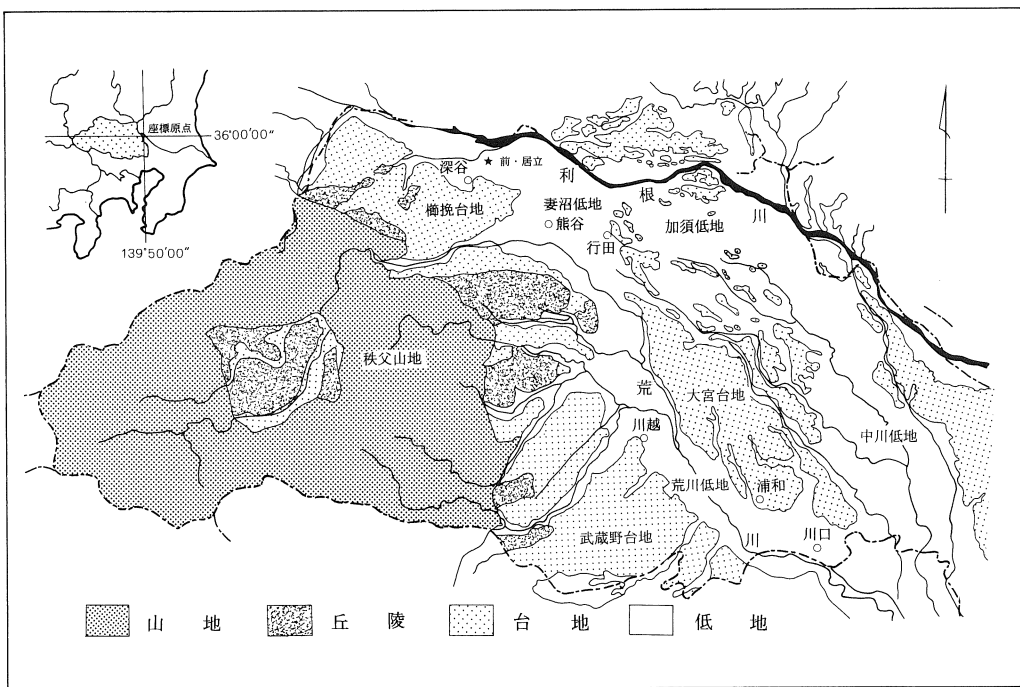 座標原点
36°00′00″
139°50′00″
★ 前・居立
深谷
利根川
櫛挽台地
妻沼低地
熊谷
加須低地
行田
秩父山地
荒川
大宮台地
川越
中川低地
荒川低地
浦和
武蔵野台地
川口
山地 丘陵 台地 低地